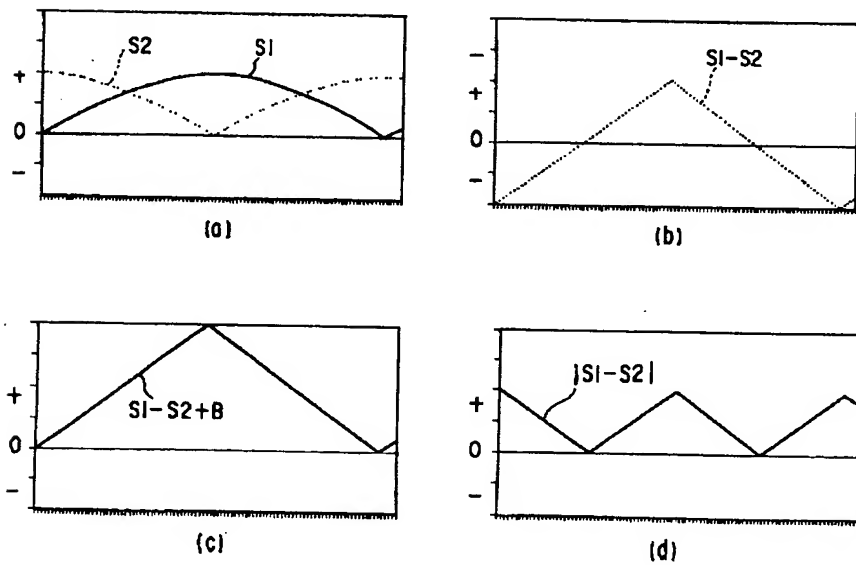 S2
S1
+
0
−
(a)
S1−S2
−
+
0
−
(b)
S1−S2+B
+
0
−
(c)
|S1−S2|
+
0
−
(d)